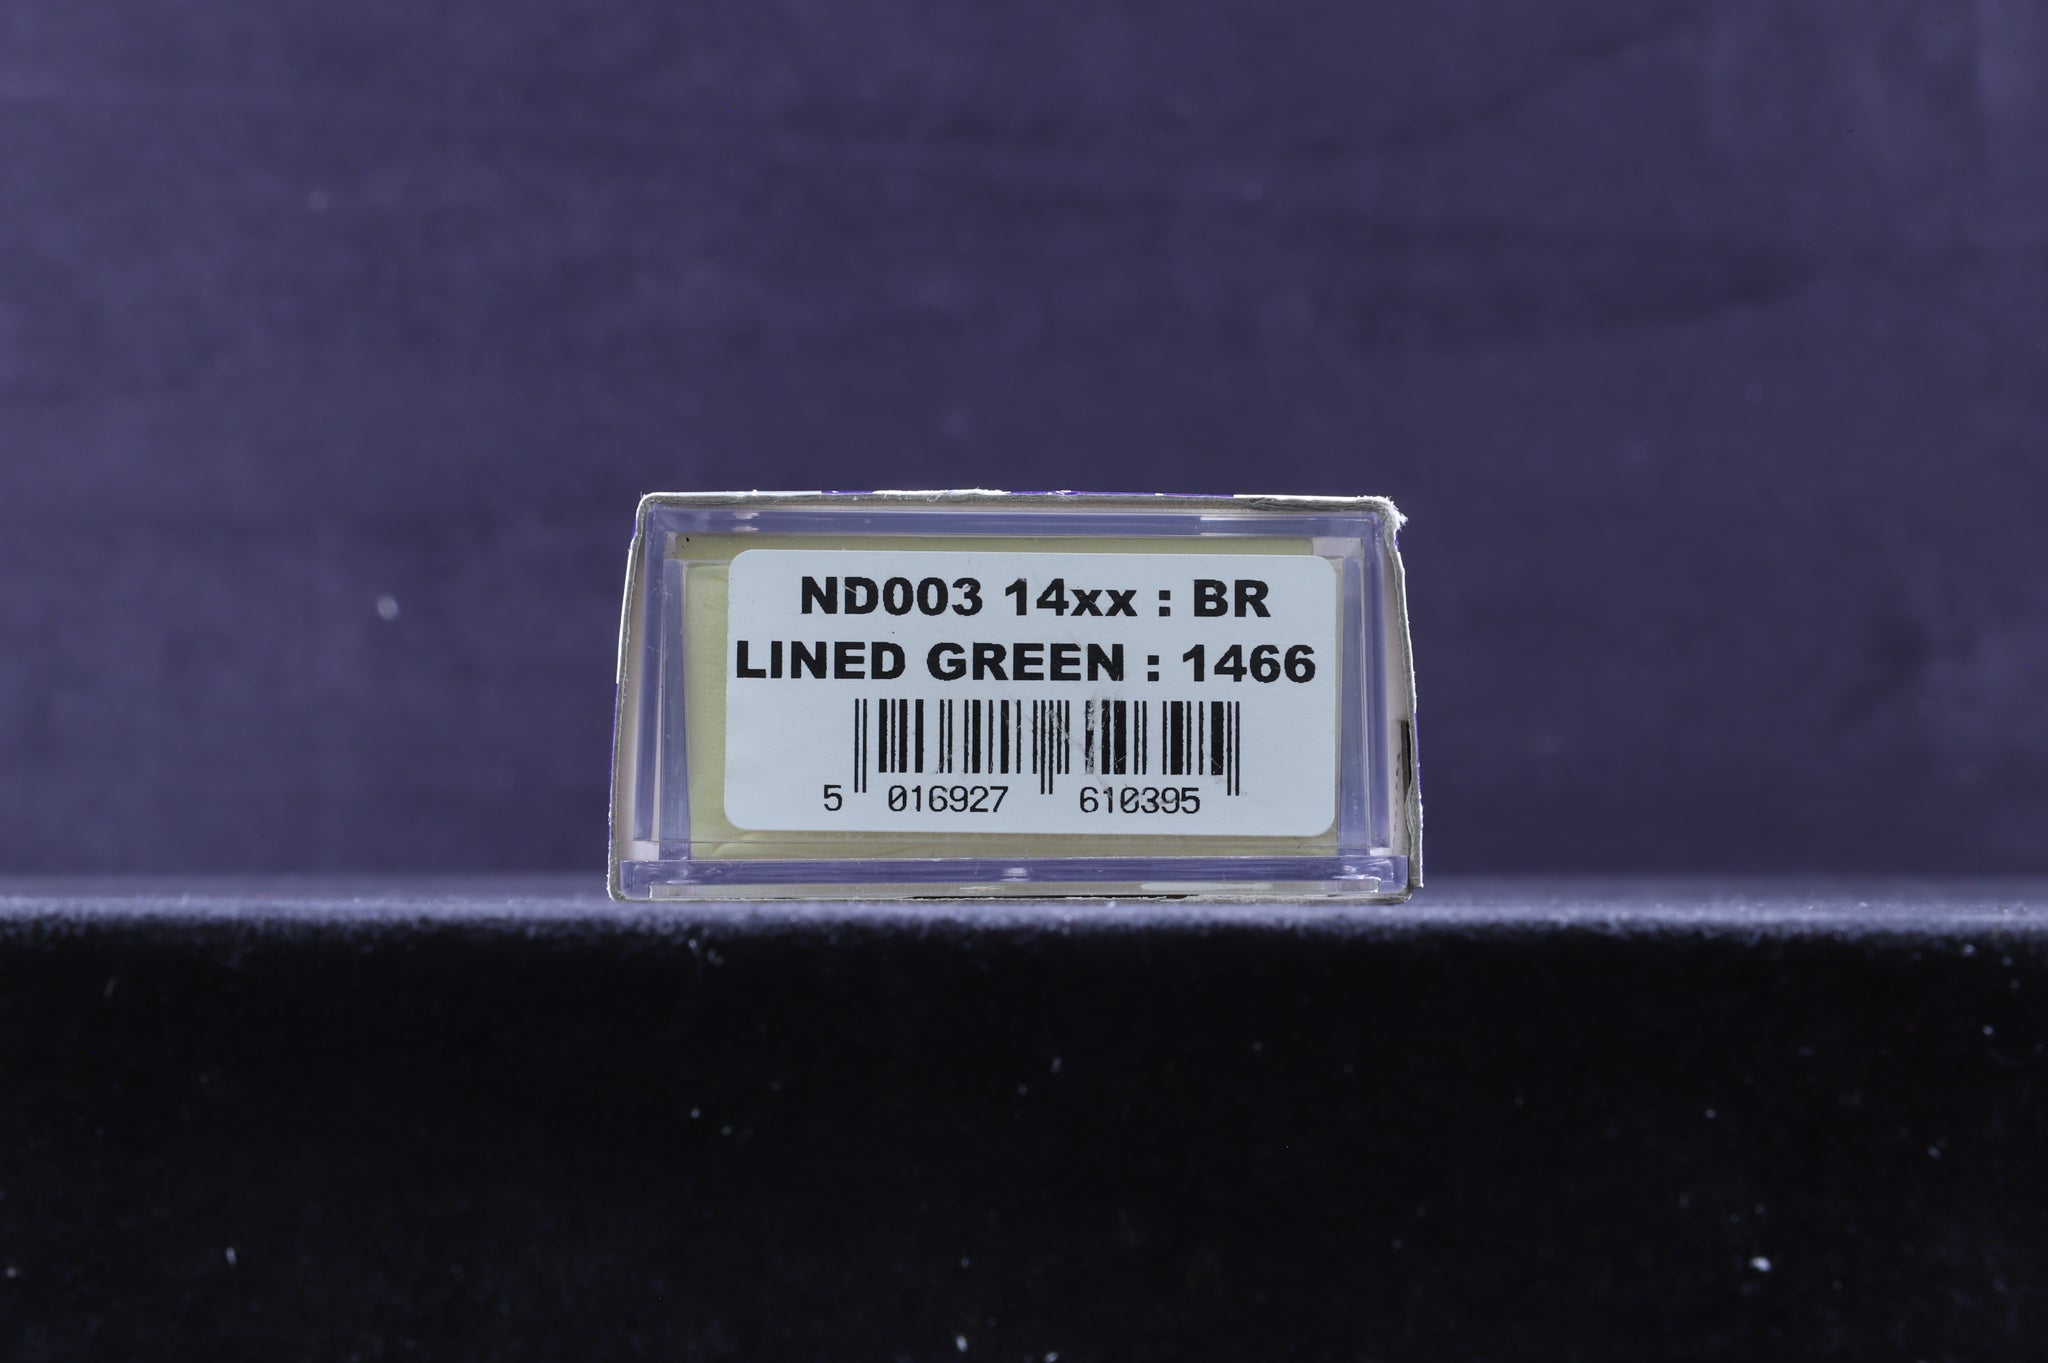 ND003 14xx : BR
LINED GREEN : 1466
5 016927 610395